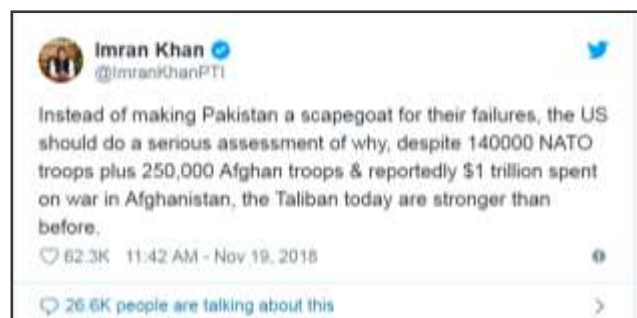 Imran Khan
@ImranKhanPTI
Instead of making Pakistan a scapegoat for their failures, the US
should do a serious assessment of why, despite 140000 NATO
troops plus 250,000 Afghan troops & reportedly $1 trillion spent
on war in Afghanistan, the Taliban today are stronger than
before.
62.3K 11:42 AM - Nov 19, 2018
26.6K people are talking about this